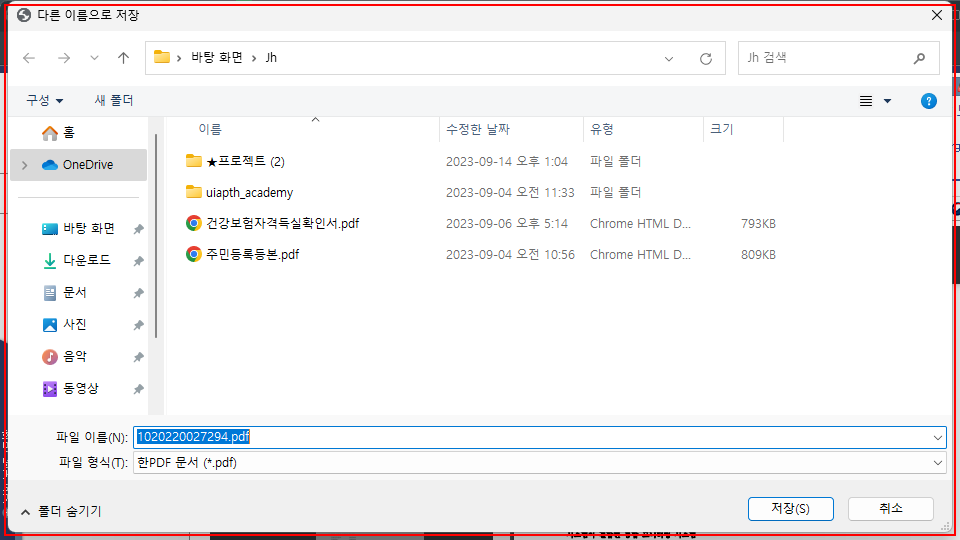 다른 이름으로 저장
바탕 화면 > Jh
Jh 검색
구성
새 폴더
홈
OneDrive
바탕 화면
다운로드
문서
사진
음악
동영상
이름 수정한 날짜 유형 크기
★프로젝트 (2) 2023-09-14 오후 1:04 파일 폴더
uiapth_academy 2023-09-04 오전 11:33 파일 폴더
건강보험자격득실확인서.pdf 2023-09-06 오후 5:14 Chrome HTML D... 793KB
주민등록등본.pdf 2023-09-04 오전 10:56 Chrome HTML D... 809KB
파일 이름(N): 1020220027294.pdf
파일 형식(T): 한PDF 문서 (*.pdf)
폴더 숨기기
저장(S)
취소